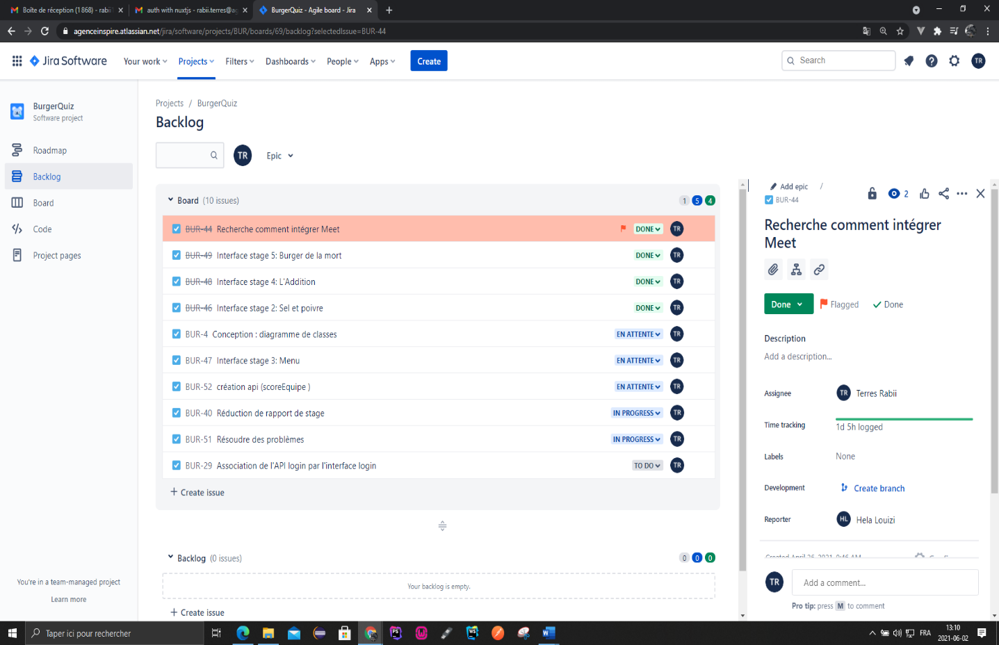 Boîte de réception (1 868) - rabii
auth with nuxtjs - rabii.terres@ag
BurgerQuiz - Agile board - Jira
agenceinspire.atlassian.net/jira/software/projects/BUR/boards/69/backlog?selectedIssue=BUR-44
Jira Software
Your work
Projects
Filters
Dashboards
People
Apps
Create
Search
TR
BurgerQuiz
Software project
Roadmap
Backlog
Board
Code
Project pages
You're in a team-managed project
Learn more
Projects / BurgerQuiz
Backlog
TR
Epic
Board (10 issues)
1 5 4
BUR-44 Recherche comment intégrer Meet DONE TR
BUR-49 Interface stage 5: Burger de la mort DONE TR
BUR-48 Interface stage 4: L'Addition DONE TR
BUR-46 Interface stage 2: Sel et poivre DONE TR
BUR-4 Conception : diagramme de classes EN ATTENTE TR
BUR-47 Interface stage 3: Menu EN ATTENTE TR
BUR-52 création api (scoreEquipe ) EN ATTENTE TR
BUR-40 Réduction de rapport de stage IN PROGRESS TR
BUR-51 Résoudre des problèmes IN PROGRESS TR
BUR-29 Association de l'API login par l'interface login TO DO TR
+ Create issue
Backlog (0 issues)
0 0 0
Your backlog is empty.
+ Create issue
Add epic /
BUR-44
2
Recherche comment intégrer
Meet
Done Flagged Done
Description
Add a description...
Assignee TR Terres Rabii
Time tracking 1d 5h logged
Labels None
Development Create branch
Reporter HL Hela Louizi
Created April 26, 2021, 9:46 AM
TR Add a comment...
Pro tip: press M to comment
Taper ici pour rechercher
PS
WS
W
FRA
13:10
2021-06-02